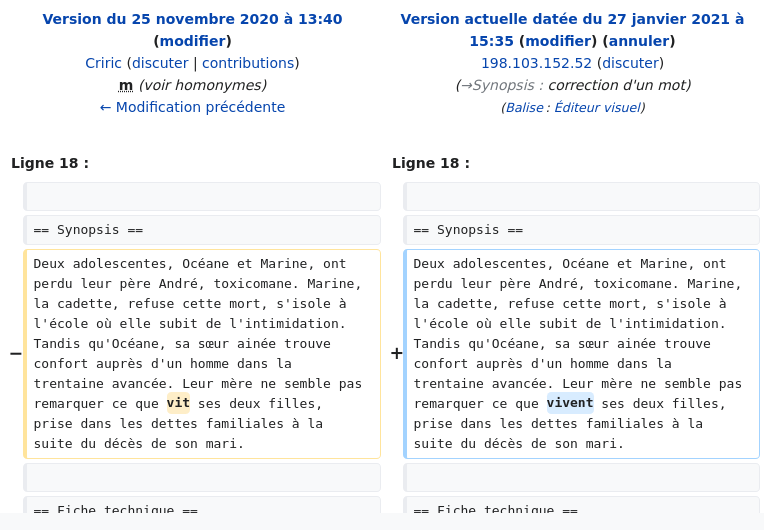 Version du 25 novembre 2020 à 13:40
(modifier)
Criric (discuter | contributions)
m (voir homonymes)
← Modification précédente
Version actuelle datée du 27 janvier 2021 à
15:35 (modifier) (annuler)
198.103.152.52 (discuter)
(→Synopsis : correction d'un mot)
(Balise : Éditeur visuel)
Ligne 18 :
== Synopsis ==
− Deux adolescentes, Océane et Marine, ont
perdu leur père André, toxicomane. Marine,
la cadette, refuse cette mort, s'isole à
l'école où elle subit de l'intimidation.
Tandis qu'Océane, sa sœur ainée trouve
confort auprès d'un homme dans la
trentaine avancée. Leur mère ne semble pas
remarquer ce que vit ses deux filles,
prise dans les dettes familiales à la
suite du décès de son mari.
== Fiche technique ==
Ligne 18 :
== Synopsis ==
+ Deux adolescentes, Océane et Marine, ont
perdu leur père André, toxicomane. Marine,
la cadette, refuse cette mort, s'isole à
l'école où elle subit de l'intimidation.
Tandis qu'Océane, sa sœur ainée trouve
confort auprès d'un homme dans la
trentaine avancée. Leur mère ne semble pas
remarquer ce que vivent ses deux filles,
prise dans les dettes familiales à la
suite du décès de son mari.
== Fiche technique ==